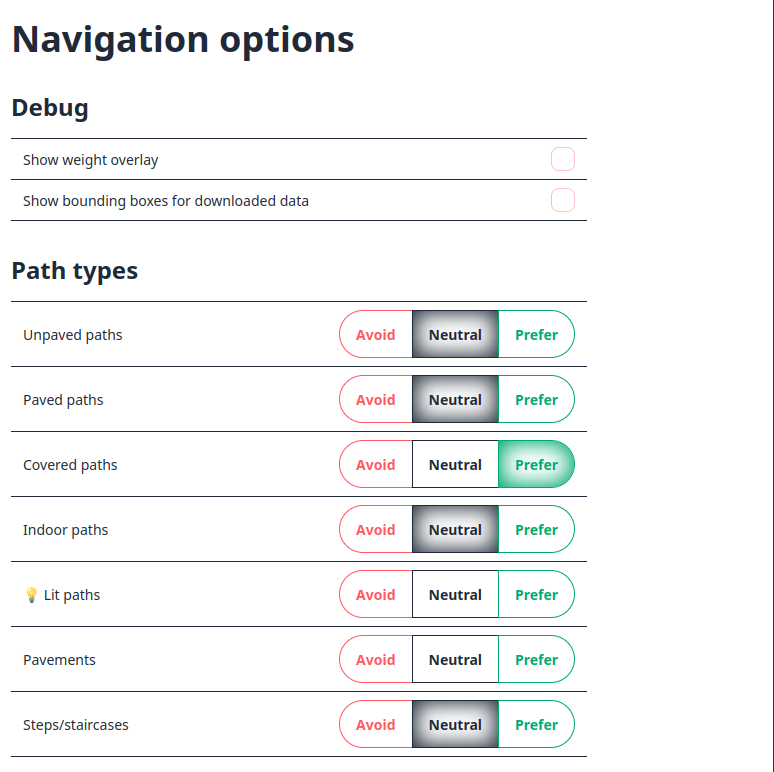 Navigation options
Debug
Show weight overlay
Show bounding boxes for downloaded data
Path types
Unpaved paths Avoid Neutral Prefer
Paved paths Avoid Neutral Prefer
Covered paths Avoid Neutral Prefer
Indoor paths Avoid Neutral Prefer
💡 Lit paths Avoid Neutral Prefer
Pavements Avoid Neutral Prefer
Steps/staircases Avoid Neutral Prefer